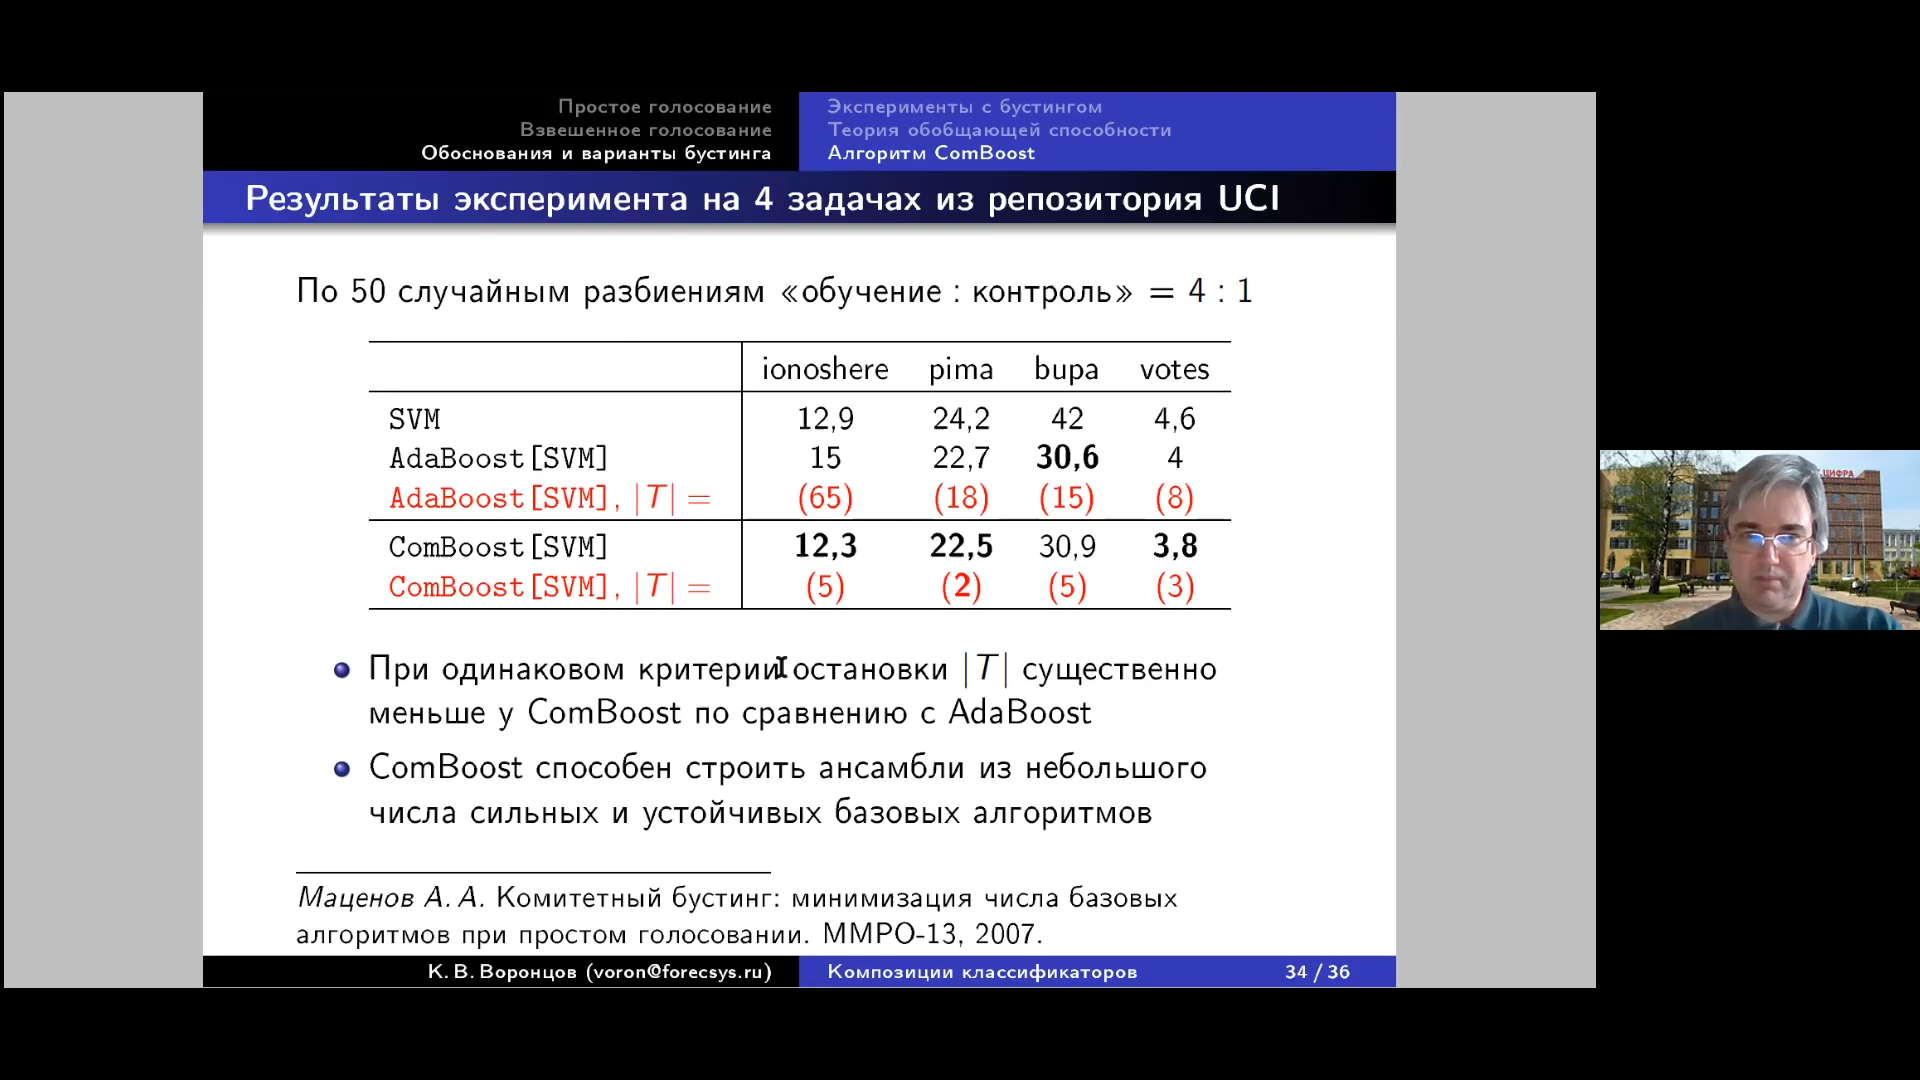 Простое голосование
Взвешенное голосование
Обоснования и варианты бустинга
Эксперименты с бустингом
Теория обобщающей способности
Алгоритм ComBoost
Результаты эксперимента на 4 задачах из репозитория UCI
По 50 случайным разбиениям «обучение : контроль» = 4 : 1
ionoshere pima bupa votes
SVM 12,9 24,2 42 4,6
AdaBoost[SVM] 15 22,7 30,6 4
AdaBoost[SVM], |T| = (65) (18) (15) (8)
ComBoost[SVM] 12,3 22,5 30,9 3,8
ComBoost[SVM], |T| = (5) (2) (5) (3)
При одинаковом критерии остановки |T| существенно
меньше у ComBoost по сравнению с AdaBoost
ComBoost способен строить ансамбли из небольшого
числа сильных и устойчивых базовых алгоритмов
Маценов А. А. Комитетный бустинг: минимизация числа базовых
алгоритмов при простом голосовании. ММРО-13, 2007.
К. В. Воронцов (voron@forecsys.ru)
Композиции классификаторов
34 / 36
ЦИФРА